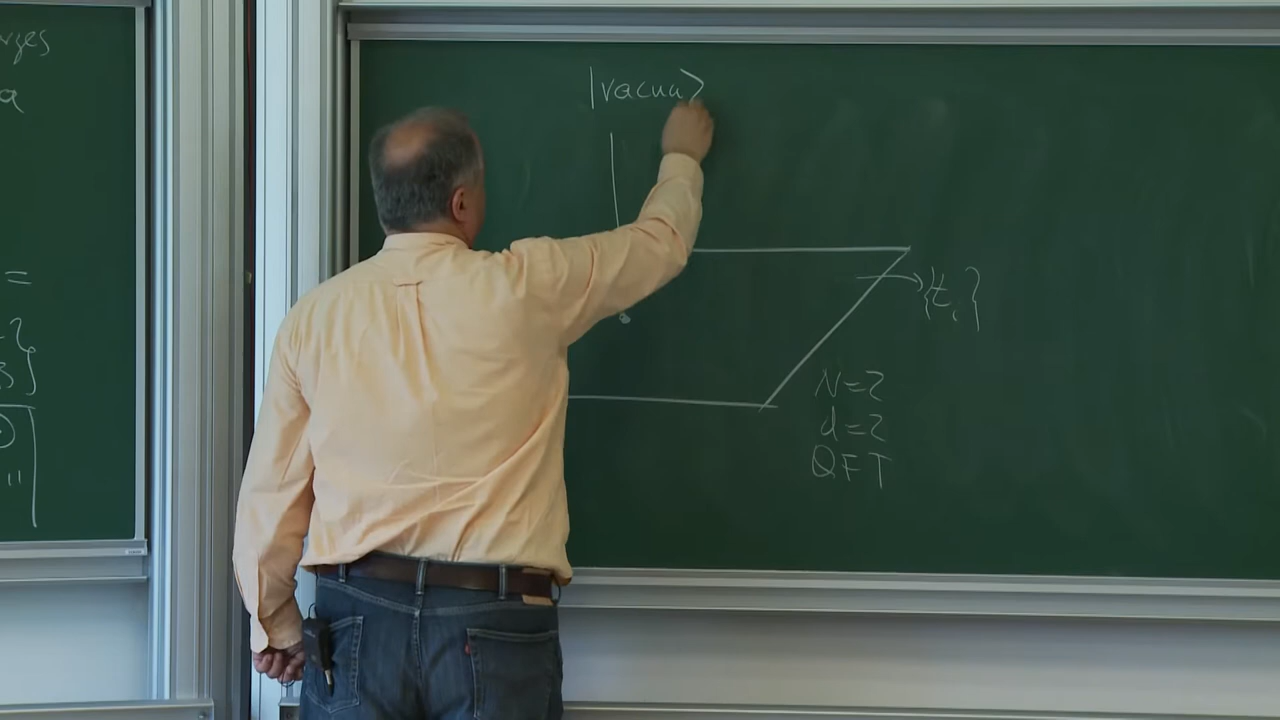 a
=
|vacua>
{t_i}
N=2
d=2
QFT